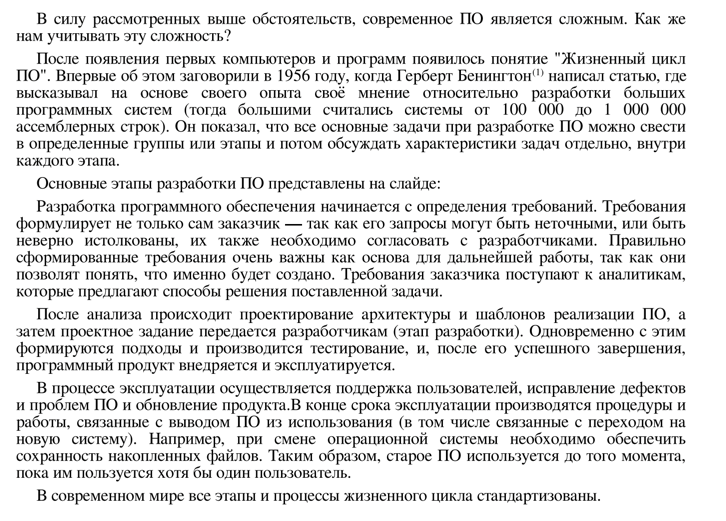 В силу рассмотренных выше обстоятельств, современное ПО является сложным. Как же
нам учитывать эту сложность?
После появления первых компьютеров и программ появилось понятие "Жизненный цикл
ПО". Впервые об этом заговорили в 1956 году, когда Герберт Бенингтон(1) написал статью, где
высказывал на основе своего опыта своё мнение относительно разработки больших
программных систем (тогда большими считались системы от 100 000 до 1 000 000
ассемблерных строк). Он показал, что все основные задачи при разработке ПО можно свести
в определенные группы или этапы и потом обсуждать характеристики задач отдельно, внутри
каждого этапа.
Основные этапы разработки ПО представлены на слайде:
Разработка программного обеспечения начинается с определения требований. Требования
формулирует не только сам заказчик — так как его запросы могут быть неточными, или быть
неверно истолкованы, их также необходимо согласовать с разработчиками. Правильно
сформированные требования очень важны как основа для дальнейшей работы, так как они
позволят понять, что именно будет создано. Требования заказчика поступают к аналитикам,
которые предлагают способы решения поставленной задачи.
После анализа происходит проектирование архитектуры и шаблонов реализации ПО, а
затем проектное задание передается разработчикам (этап разработки). Одновременно с этим
формируются подходы и производится тестирование, и, после его успешного завершения,
программный продукт внедряется и эксплуатируется.
В процессе эксплуатации осуществляется поддержка пользователей, исправление дефектов
и проблем ПО и обновление продукта.В конце срока эксплуатации производятся процедуры и
работы, связанные с выводом ПО из использования (в том числе связанные с переходом на
новую систему). Например, при смене операционной системы необходимо обеспечить
сохранность накопленных файлов. Таким образом, старое ПО используется до того момента,
пока им пользуется хотя бы один пользователь.
В современном мире все этапы и процессы жизненного цикла стандартизованы.